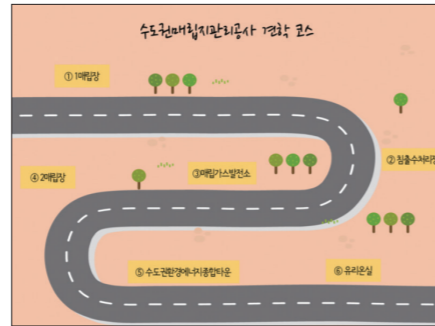 수도권매립지관리공사 견학 코스
① 1매립장
② 침출수처리장
③매립가스발전소
④ 2매립장
⑤ 수도권환경에너지종합타운
⑥ 유리온실